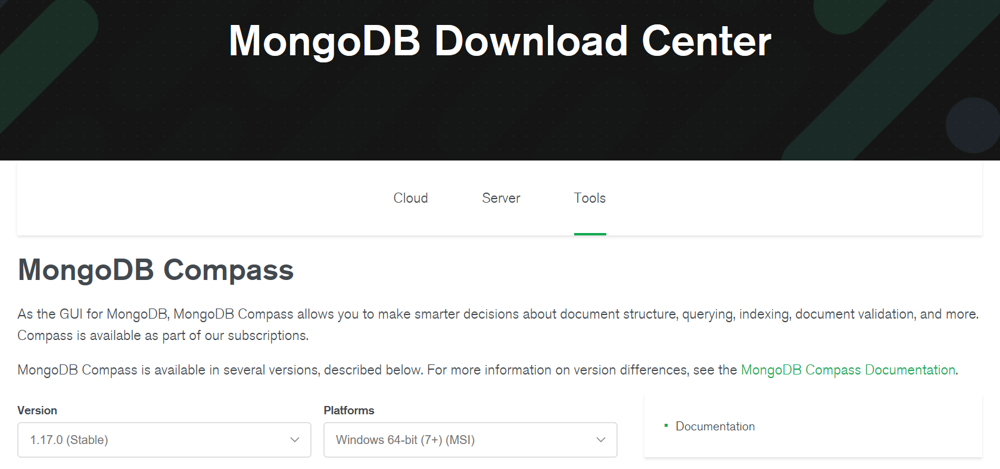 MongoDB Download Center
Cloud
Server
Tools
MongoDB Compass
As the GUI for MongoDB, MongoDB Compass allows you to make smarter decisions about document structure, querying, indexing, document validation, and more.
Compass is available as part of our subscriptions.
MongoDB Compass is available in several versions, described below. For more information on version differences, see the MongoDB Compass Documentation.
Version
Platforms
1.17.0 (Stable)
Windows 64-bit (7+) (MSI)
Documentation